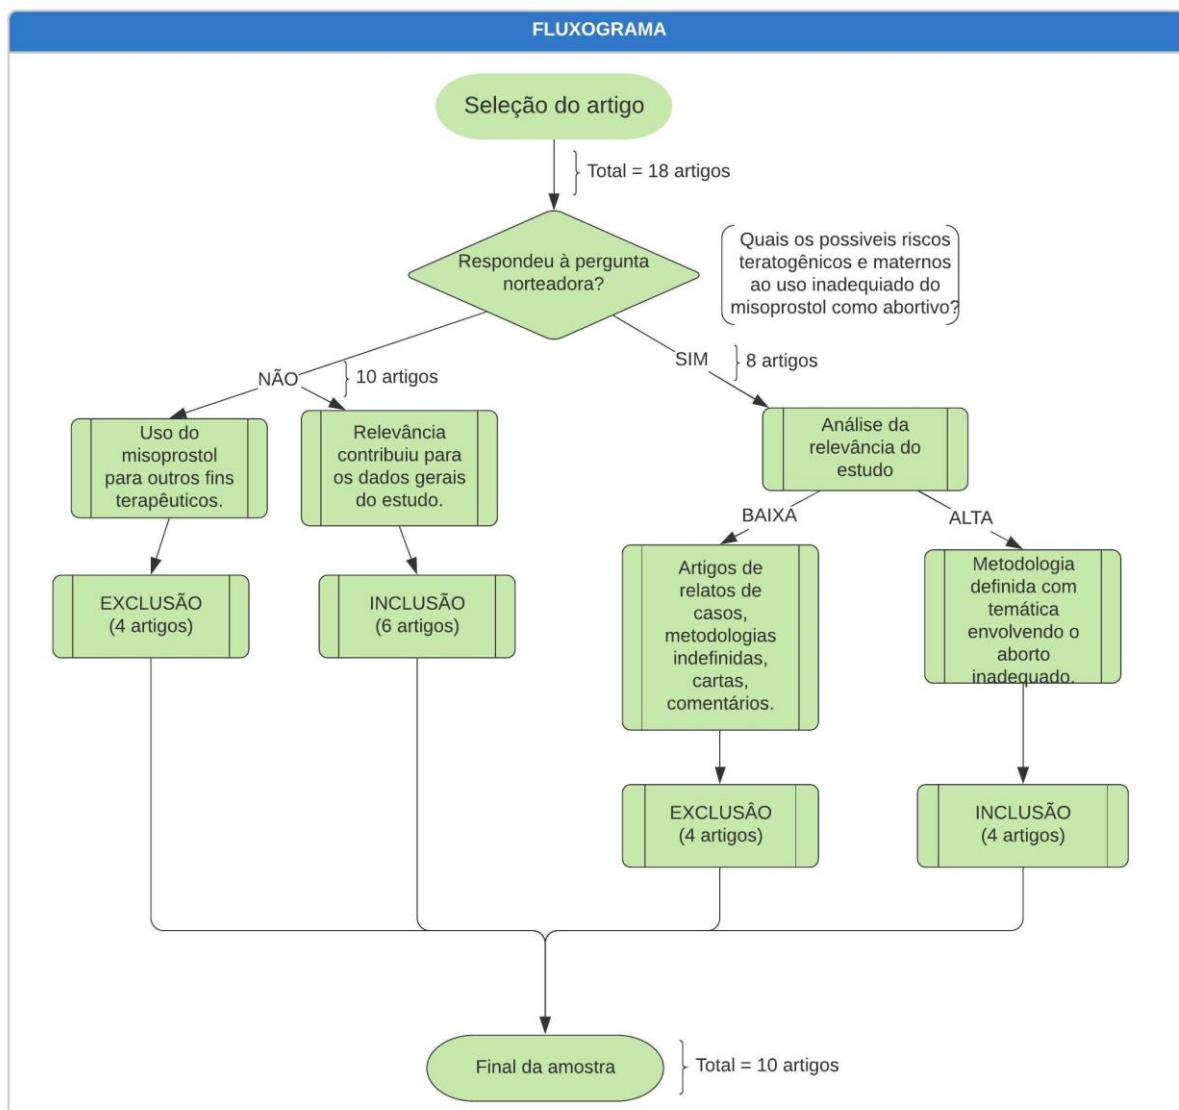 FLUXOGRAMA
Seleção do artigo
Total = 18 artigos
Respondeu à pergunta
norteadora?
Quais os possiveis riscos
teratogênicos e maternos
ao uso inadequiado do
misoprostol como abortivo?
NÃO
10 artigos
SIM
8 artigos
Uso do
misoprostol
para outros fins
terapêuticos.
Relevância
contribuiu para
os dados gerais
do estudo.
Análise da
relevância do
estudo
BAIXA
ALTA
EXCLUSÃO
(4 artigos)
INCLUSÃO
(6 artigos)
Artigos de
relatos de
casos,
metodologias
indefinidas,
cartas,
comentários.
Metodologia
definida com
temática
envolvendo o
aborto
inadequado.
EXCLUSÂO
(4 artigos)
INCLUSÃO
(4 artigos)
Final da amostra
Total = 10 artigos